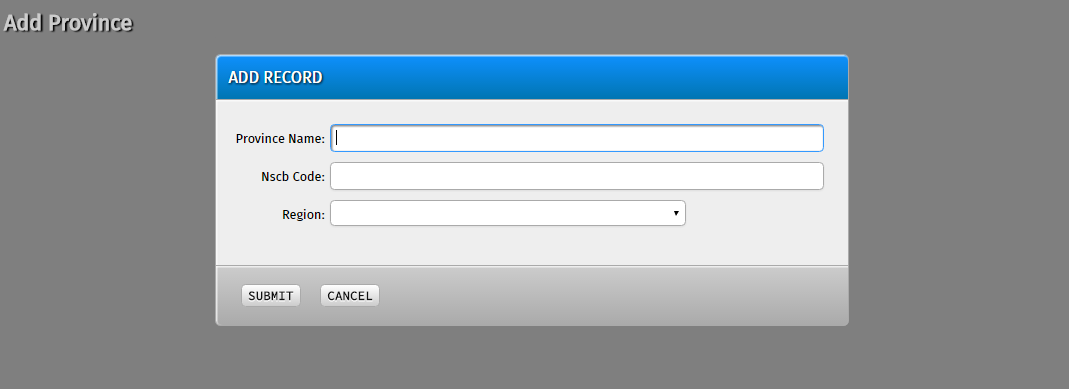 Add Province
ADD RECORD
Province Name:
Nscb Code:
Region:
SUBMIT CANCEL